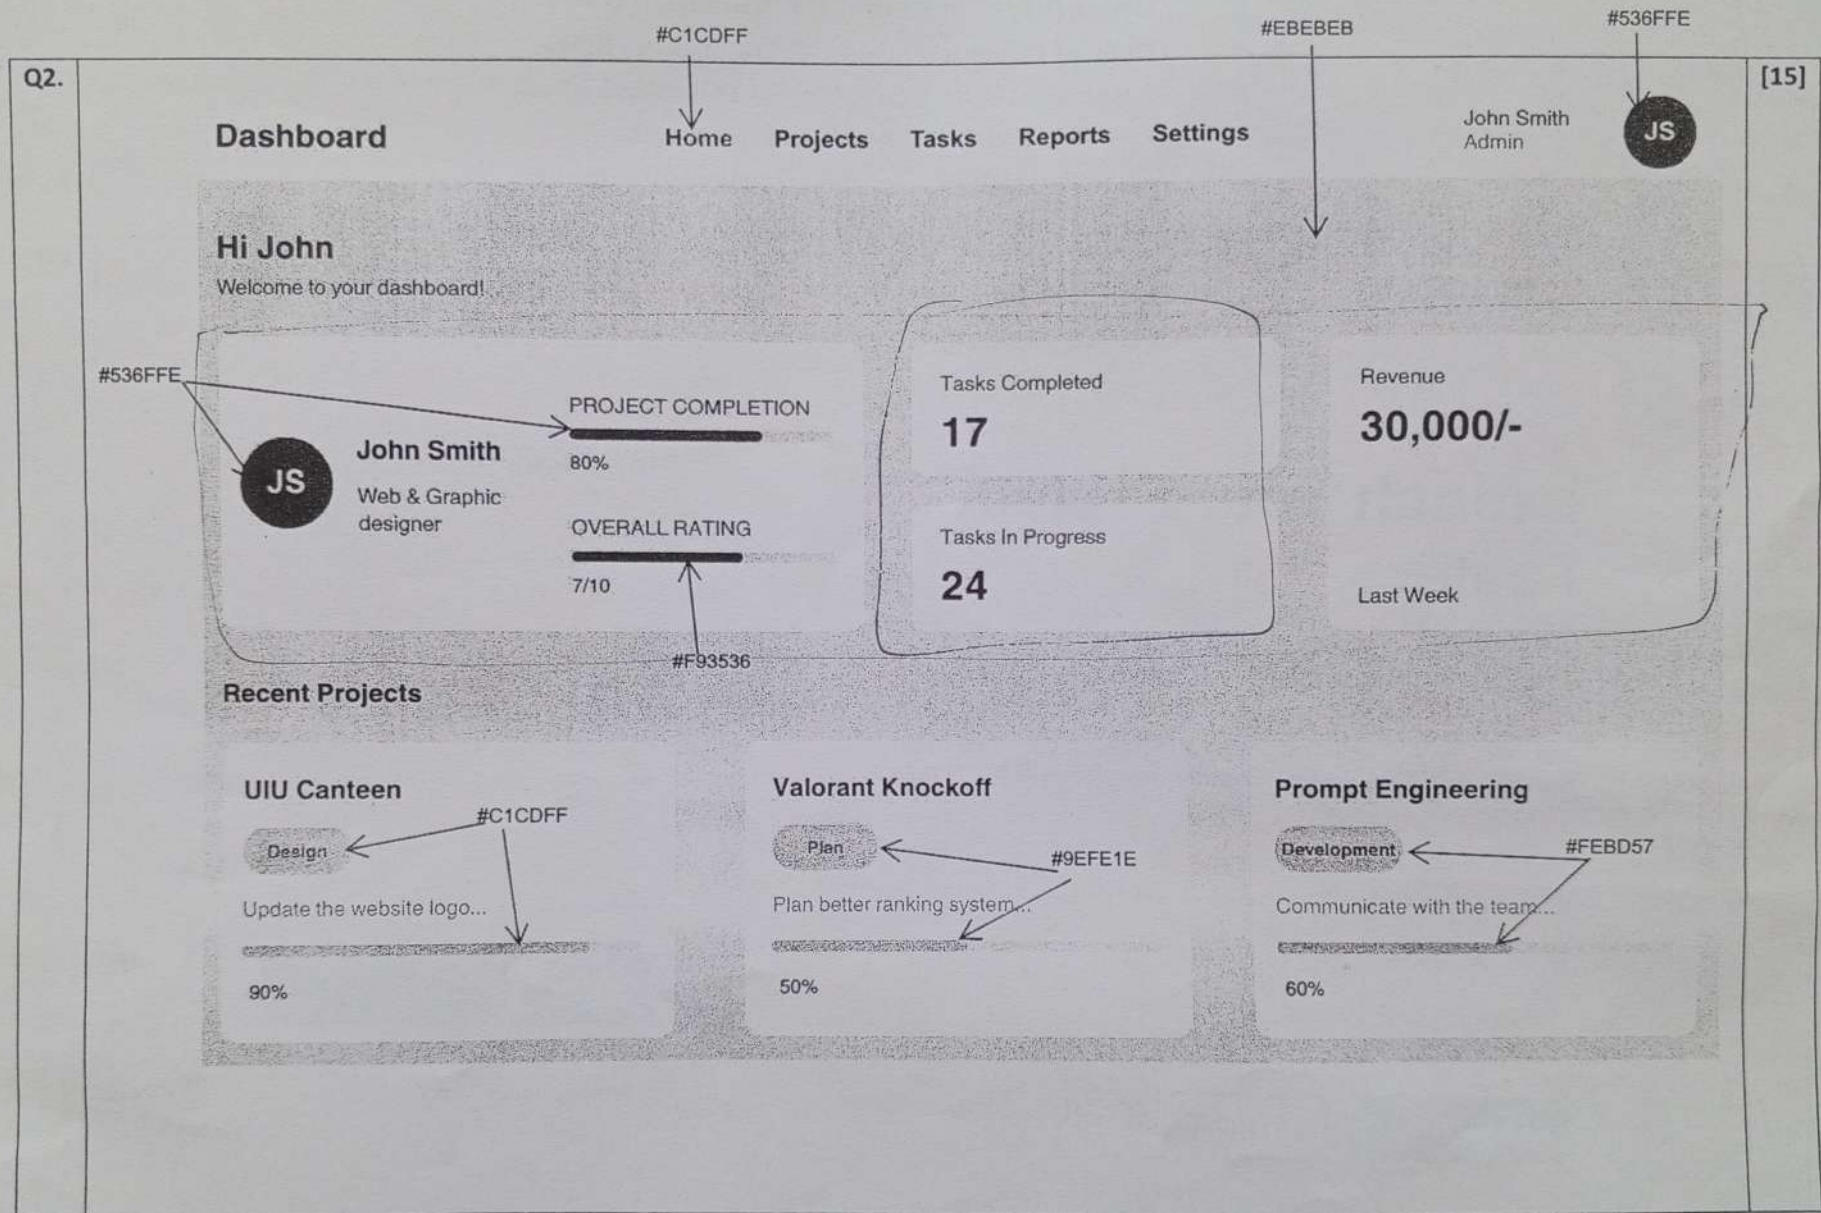 #C1CDFF
#EBEBEB
#536FFE
Q2.
[15]
Dashboard
Home Projects Tasks Reports Settings
John Smith
Admin
JS
Hi John
Welcome to your dashboard!
#536FFE
JS
John Smith
Web & Graphic
designer
PROJECT COMPLETION
80%
OVERALL RATING
7/10
#F93536
Tasks Completed
17
Tasks In Progress
24
Revenue
30,000/-
Last Week
Recent Projects
UIU Canteen
#C1CDFF
Design
Update the website logo...
90%
Valorant Knockoff
Plan
#9EFE1E
Plan better ranking system...
50%
Prompt Engineering
Development
#FEBD57
Communicate with the team...
60%